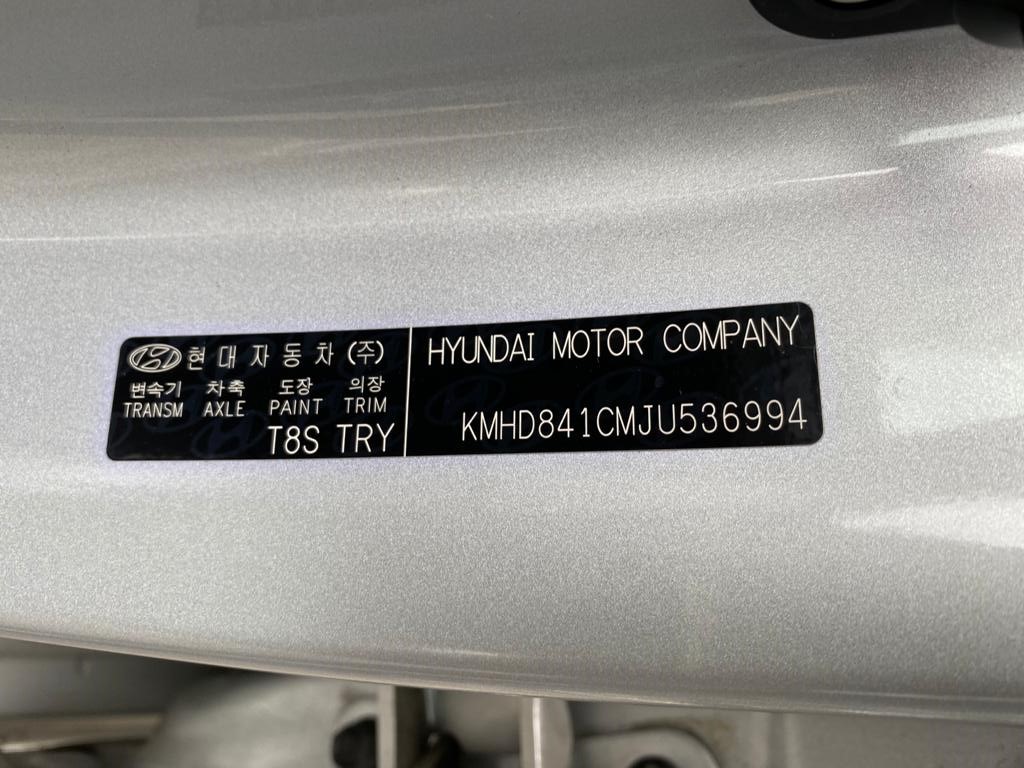 현대자동차(주)
변속기 차축 도장 의장
TRANSM AXLE PAINT TRIM
T8S TRY
HYUNDAI MOTOR COMPANY
KMHD841CMJU536994